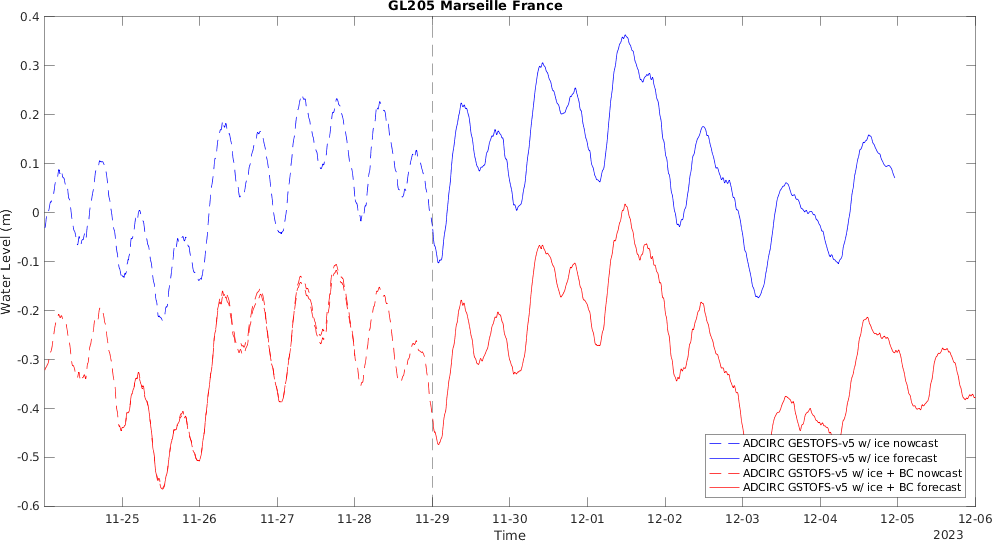 GL205 Marseille France
Water Level (m)
0.4
0.3
0.2
0.1
0
-0.1
-0.2
-0.3
-0.4
-0.5
-0.6
ADCIRC GESTOFS-v5 w/ ice nowcast
ADCIRC GESTOFS-v5 w/ ice forecast
ADCIRC GSTOFS-v5 w/ ice + BC nowcast
ADCIRC GSTOFS-v5 w/ ice + BC forecast
11-25 11-26 11-27 11-28 11-29 11-30 12-01 12-02 12-03 12-04 12-05 12-06
Time
2023